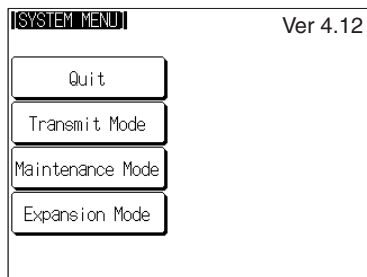 [SYSTEM MENU]
Ver 4.12
Quit
Transmit Mode
Maintenance Mode
Expansion Mode